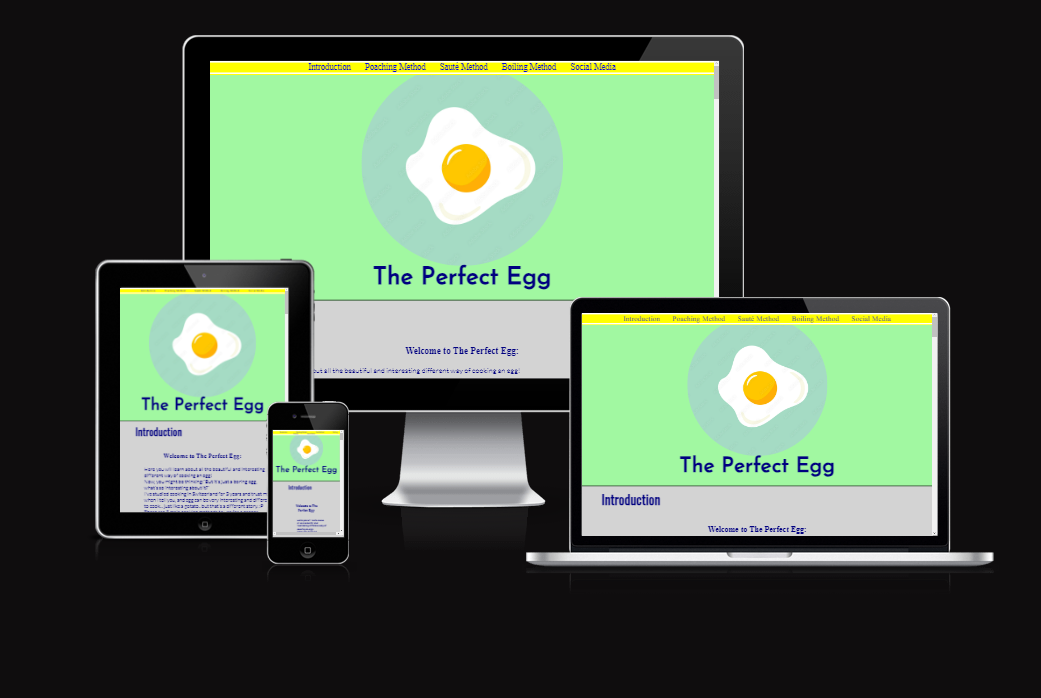 Introduction Poaching Method Sauté Method Boiling Method Social Media
The Perfect Egg
Welcome to The Perfect Egg:
out all the beautiful and interesting different way of cooking an egg!
The Perfect Egg
Introduction
Welcome to The Perfect Egg:
Here you will learn about all the beautiful and interesting
different way of cooking an egg!
Now, you might be thinking: But it's just a boring egg,
what's so interesting about it?
I've studied cooking in Switzerland for 3 years and trust m
when I tell you, and egg can be very interesting and differe
to cook. Just like a potato, but that's a different story :P
The Perfect Egg
Introduction
Welcome to The
Perfect Egg:
Introduction Poaching Method Sauté Method Boiling Method Social Media
The Perfect Egg
Introduction
Welcome to The Perfect Egg: